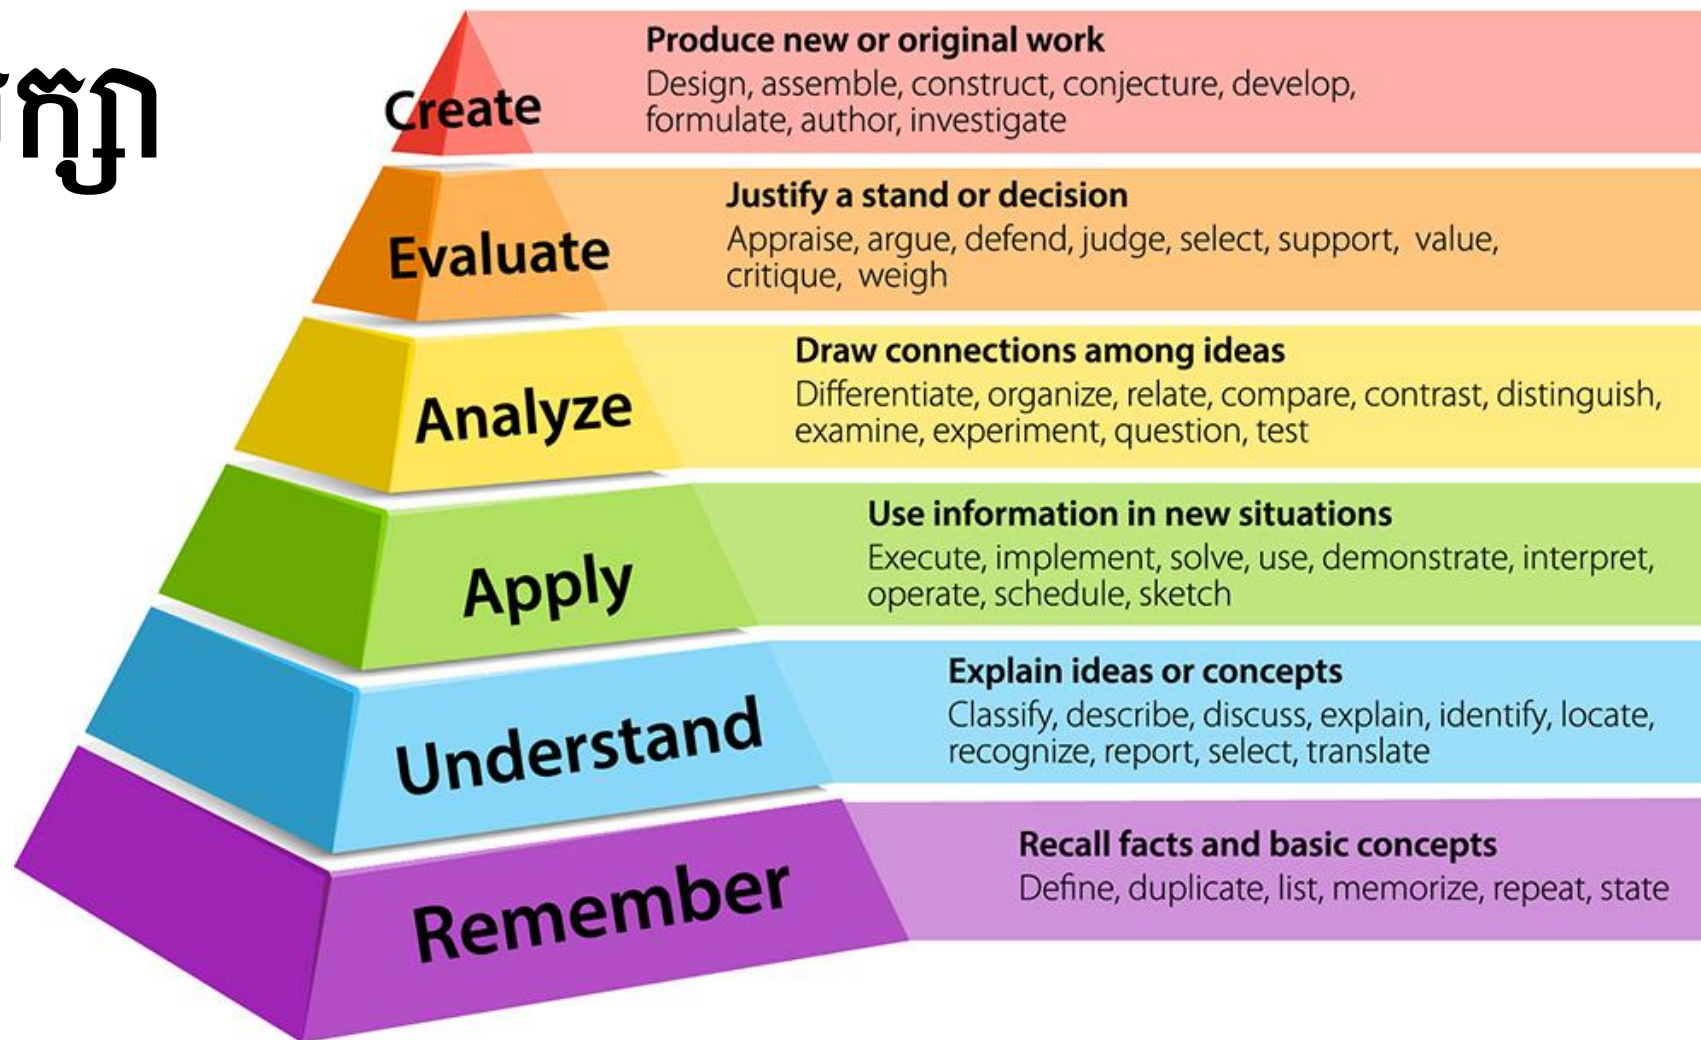 Create
Produce new or original work
Design, assemble, construct, conjecture, develop,
formulate, author, investigate
Evaluate
Justify a stand or decision
Appraise, argue, defend, judge, select, support, value,
critique, weigh
Analyze
Draw connections among ideas
Differentiate, organize, relate, compare, contrast, distinguish,
examine, experiment, question, test
Apply
Use information in new situations
Execute, implement, solve, use, demonstrate, interpret,
operate, schedule, sketch
Understand
Explain ideas or concepts
Classify, describe, discuss, explain, identify, locate,
recognize, report, select, translate
Remember
Recall facts and basic concepts
Define, duplicate, list, memorize, repeat, state